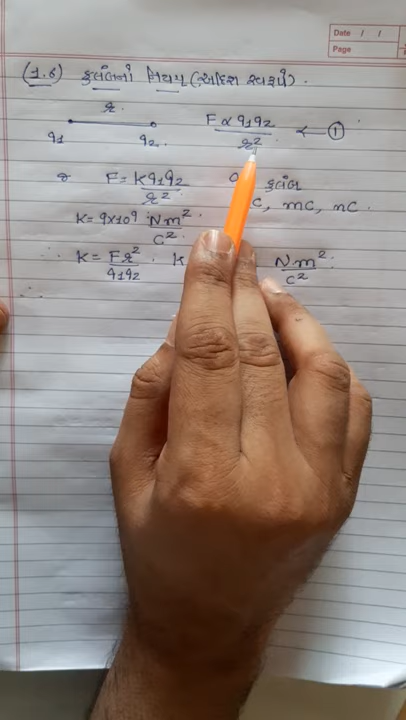 Date / /
Page
(1.6) કુલંબનો નિયમ (અદિશ સ્વરૂપ).
r
q1 q2
F ∝ q1q2 / r² ← ①
F = kq1q2 / r²
કુલંબ
C, mC, nC.
K = 9×10⁹ Nm² / C²
∴ K = Fr² / q1q2 . K Nm² / C²
∴